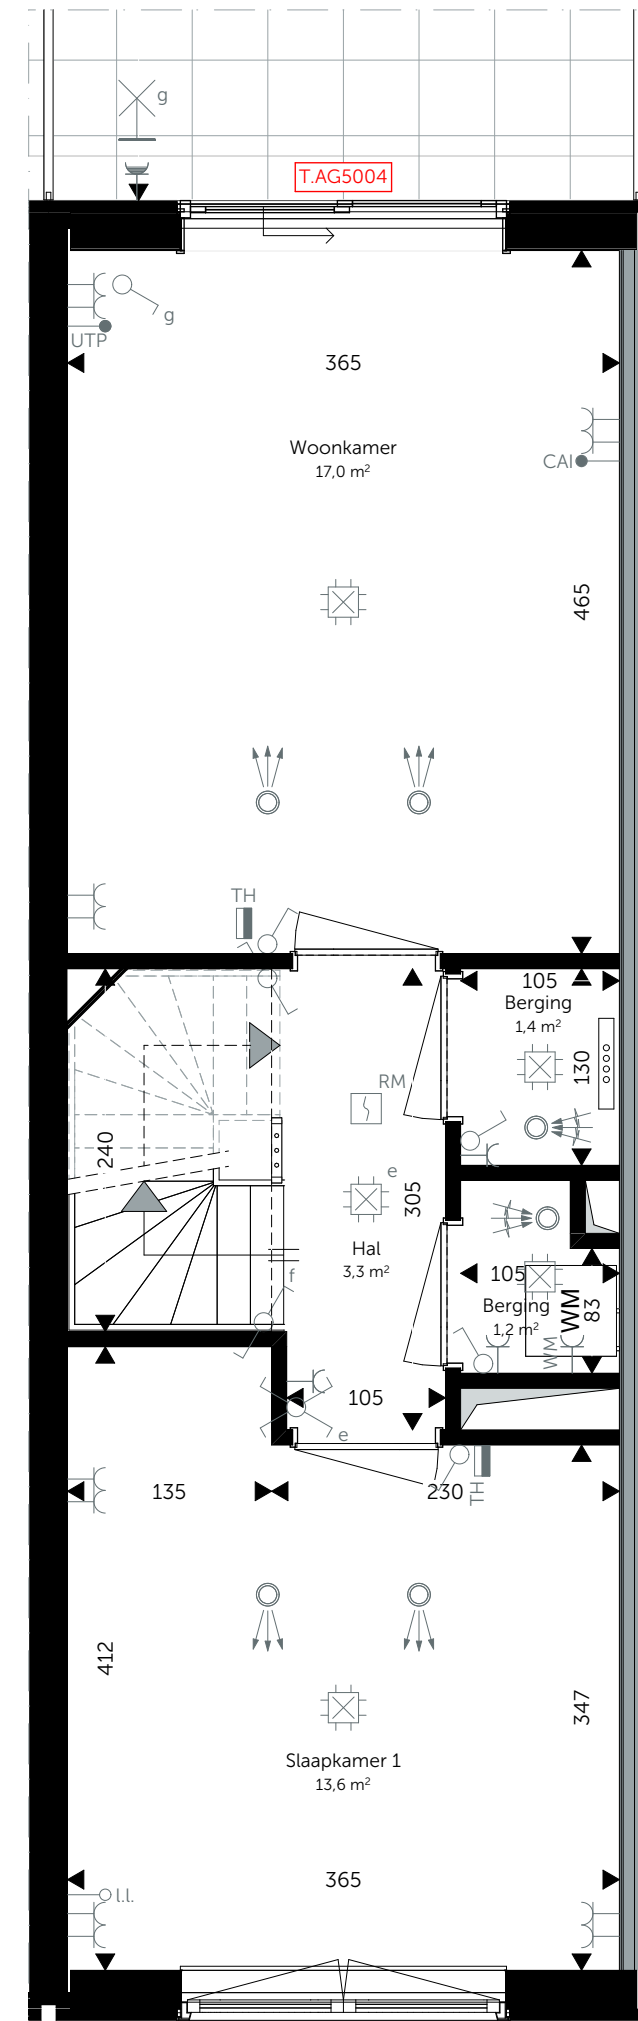 g
T.AG5004
g
UTP
365
Woonkamer
17,0 m²
CAI
465
TH
105
Berging
1,4 m²
130
RM
240
e
305
Hal
3,3 m²
f
105
Berging
1,2 m²
WM
83
WM
105
e
135
230
TH
412
347
Slaapkamer 1
13,6 m²
365
l.l.